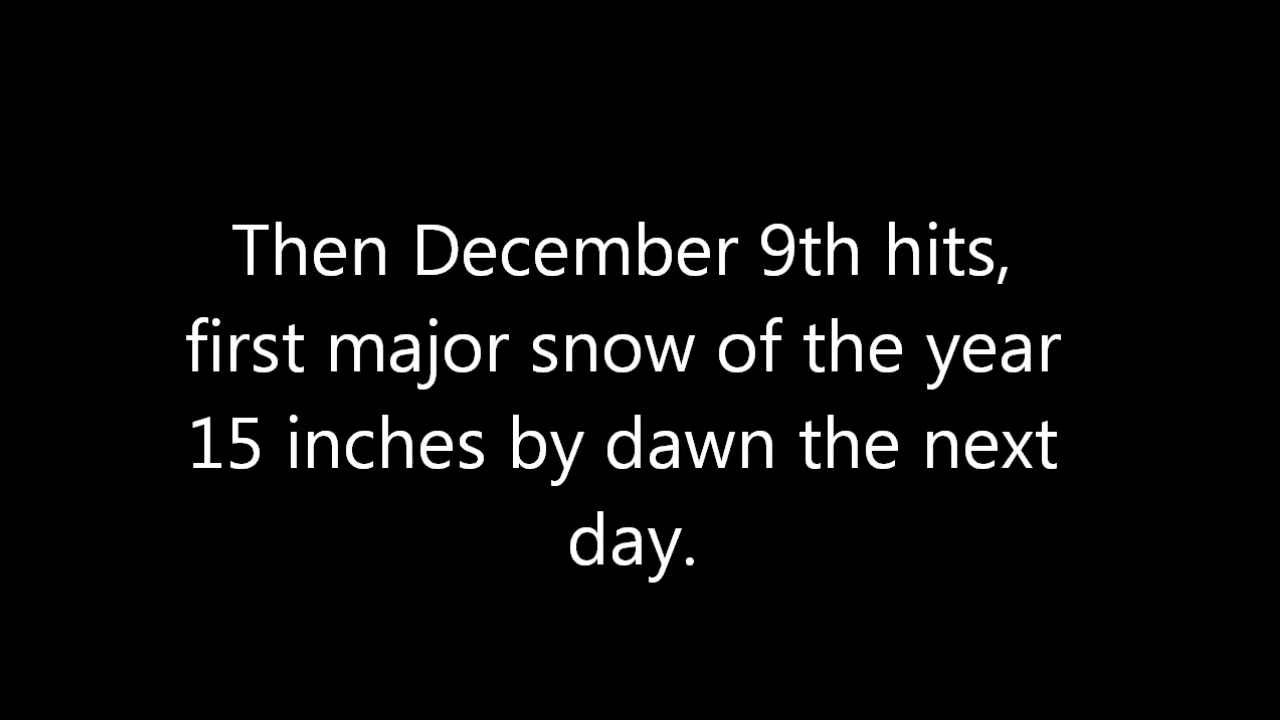 Then December 9th hits,
first major snow of the year
15 inches by dawn the next
day.